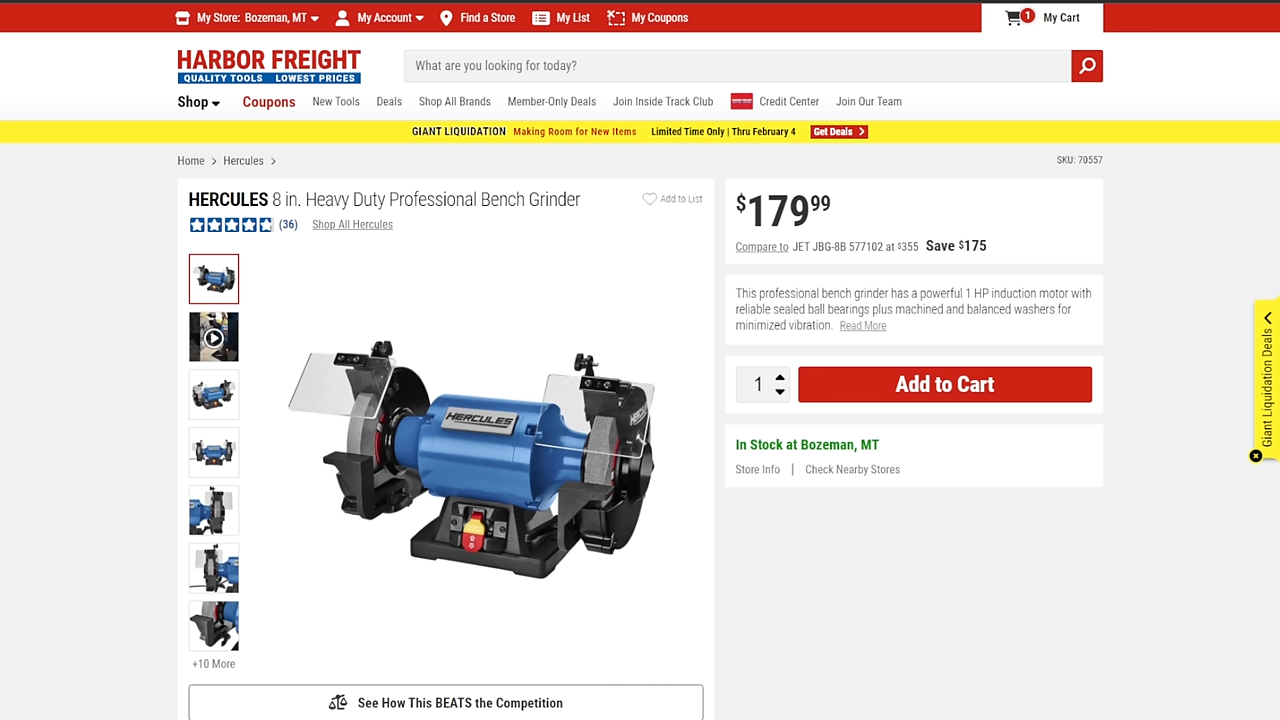 My Store: Bozeman, MT
My Account
Find a Store
My List
My Coupons
1
My Cart
HARBOR FREIGHT
QUALITY TOOLS LOWEST PRICES
What are you looking for today?
Shop
Coupons
New Tools
Deals
Shop All Brands
Member-Only Deals
Join Inside Track Club
Credit Center
Join Our Team
GIANT LIQUIDATION Making Room for New Items Limited Time Only | Thru February 4 Get Deals
Home > Hercules >
SKU: 70557
HERCULES 8 in. Heavy Duty Professional Bench Grinder
Add to List
(36)
Shop All Hercules
HERCULES
+10 More
See How This BEATS the Competition
$179 99
Compare to JET JBG-8B 577102 at $355 Save $175
This professional bench grinder has a powerful 1 HP induction motor with
reliable sealed ball bearings plus machined and balanced washers for
minimized vibration. Read More
1
Add to Cart
In Stock at Bozeman, MT
Store Info | Check Nearby Stores
Giant Liquidation Deals